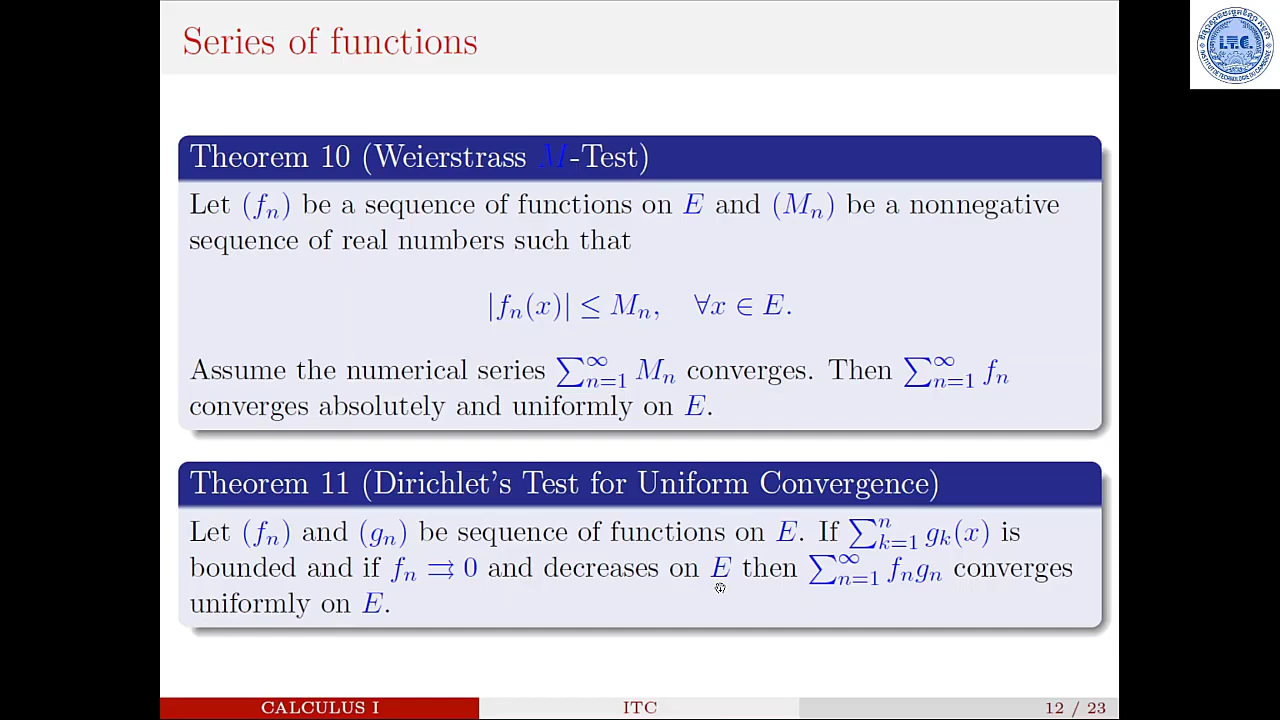 Series of functions
Theorem 10 (Weierstrass M-Test)
Let (fₙ) be a sequence of functions on E and (Mₙ) be a nonnegative
sequence of real numbers such that
|fₙ(x)| ≤ Mₙ, ∀x ∈ E.
Assume the numerical series ∑ₙ₌₁^∞ Mₙ converges. Then ∑ₙ₌₁^∞ fₙ
converges absolutely and uniformly on E.
Theorem 11 (Dirichlet's Test for Uniform Convergence)
Let (fₙ) and (gₙ) be sequence of functions on E. If ∑ₖ₌₁ⁿ gₖ(x) is
bounded and if fₙ ⇉ 0 and decreases on E then ∑ₙ₌₁^∞ fₙgₙ converges
uniformly on E.
CALCULUS I
ITC
12 / 23
I.T.C.